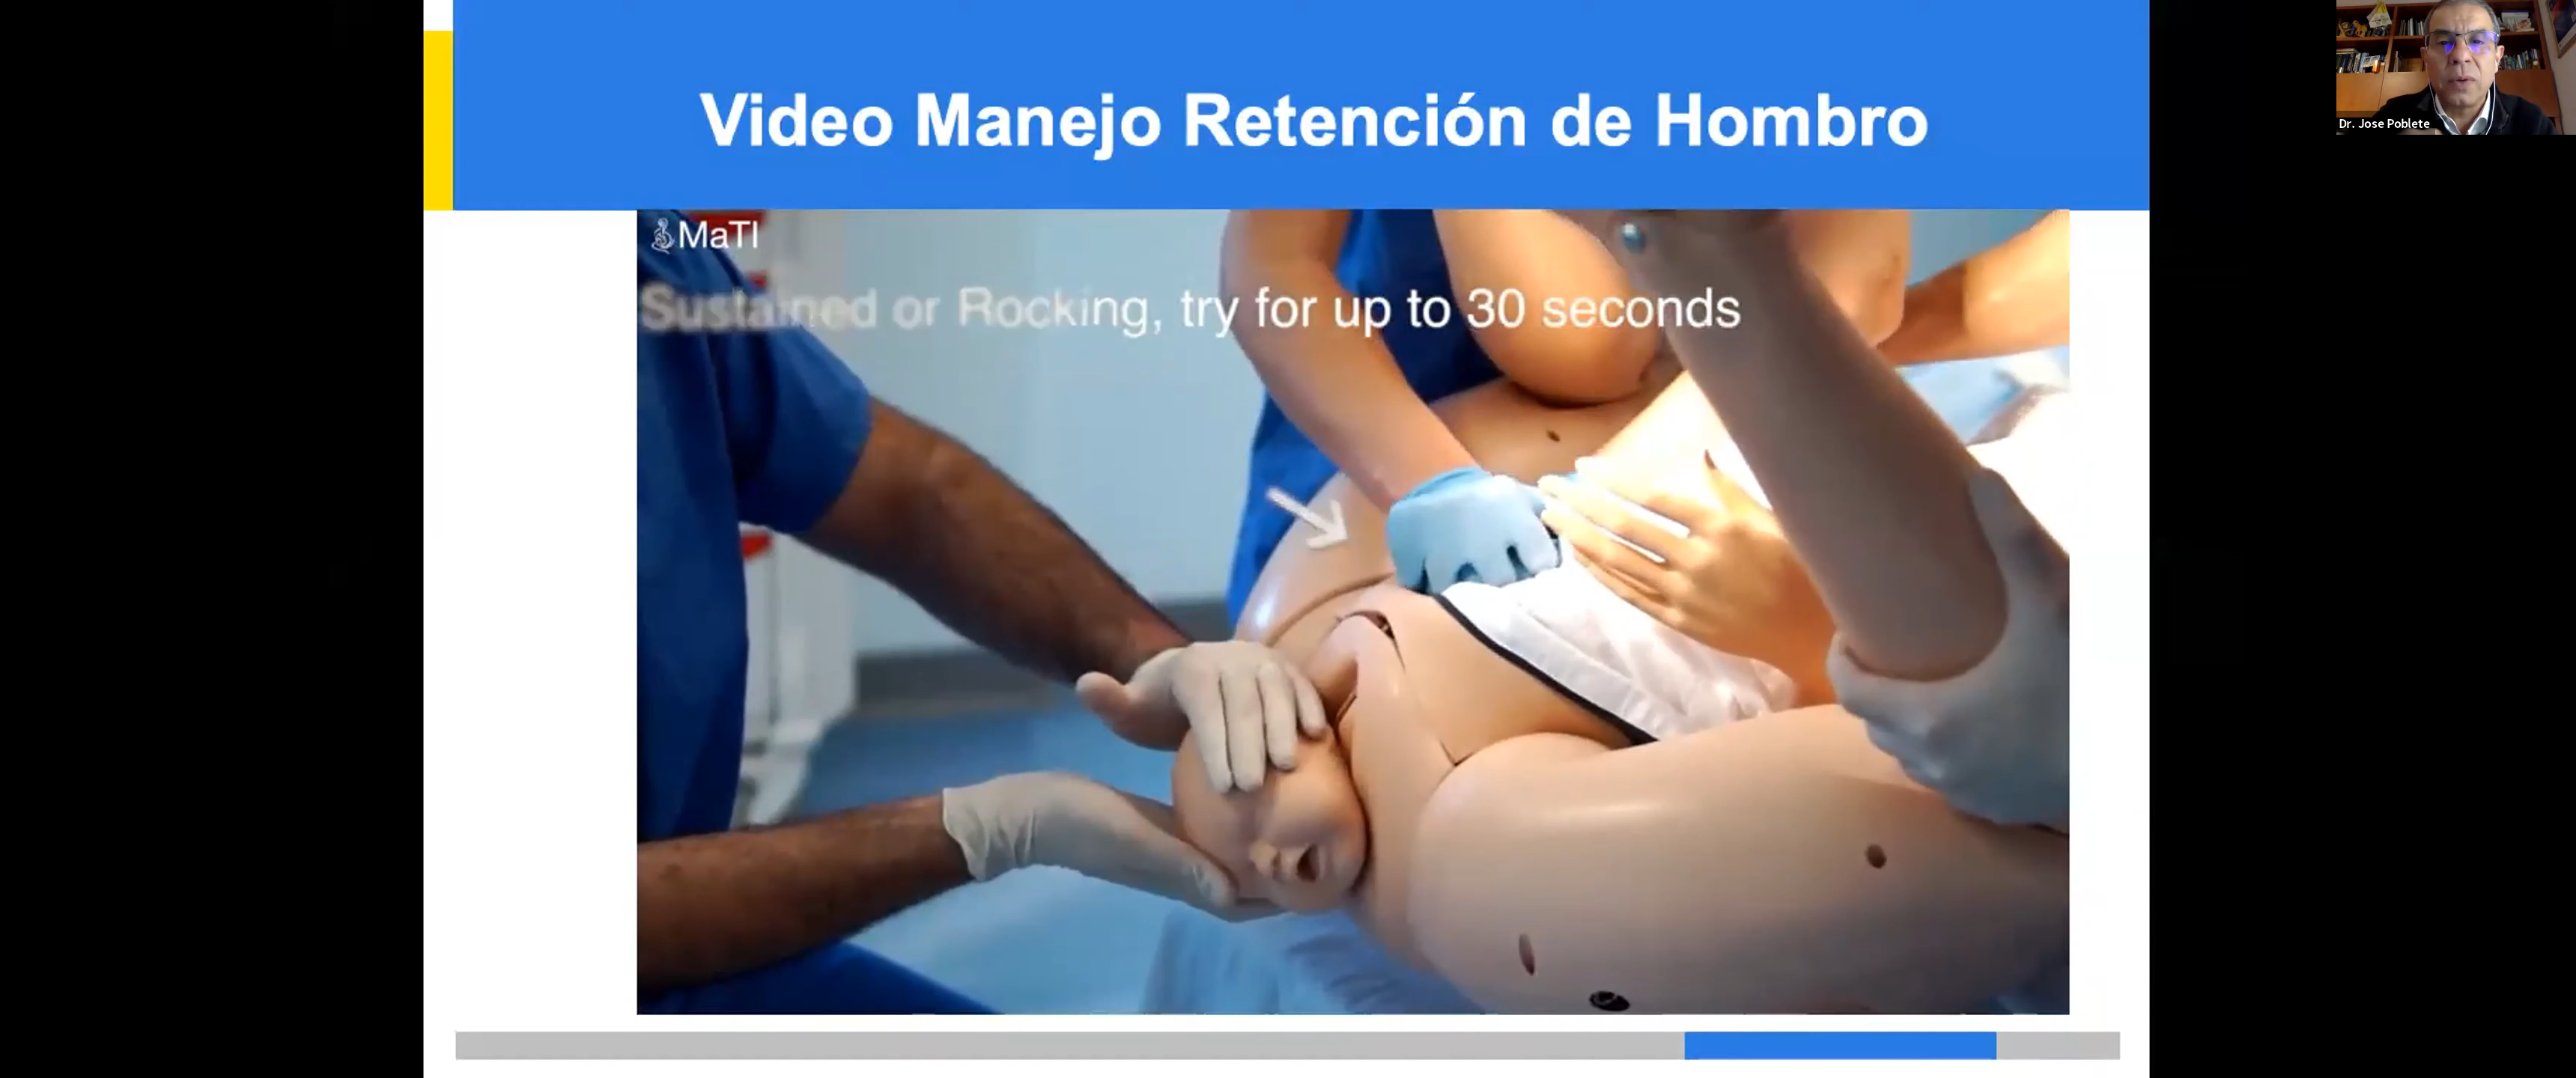 Video Manejo Retención de Hombro
MaTI
Sustained or Rocking, try for up to 30 seconds
Dr. Jose Poblete